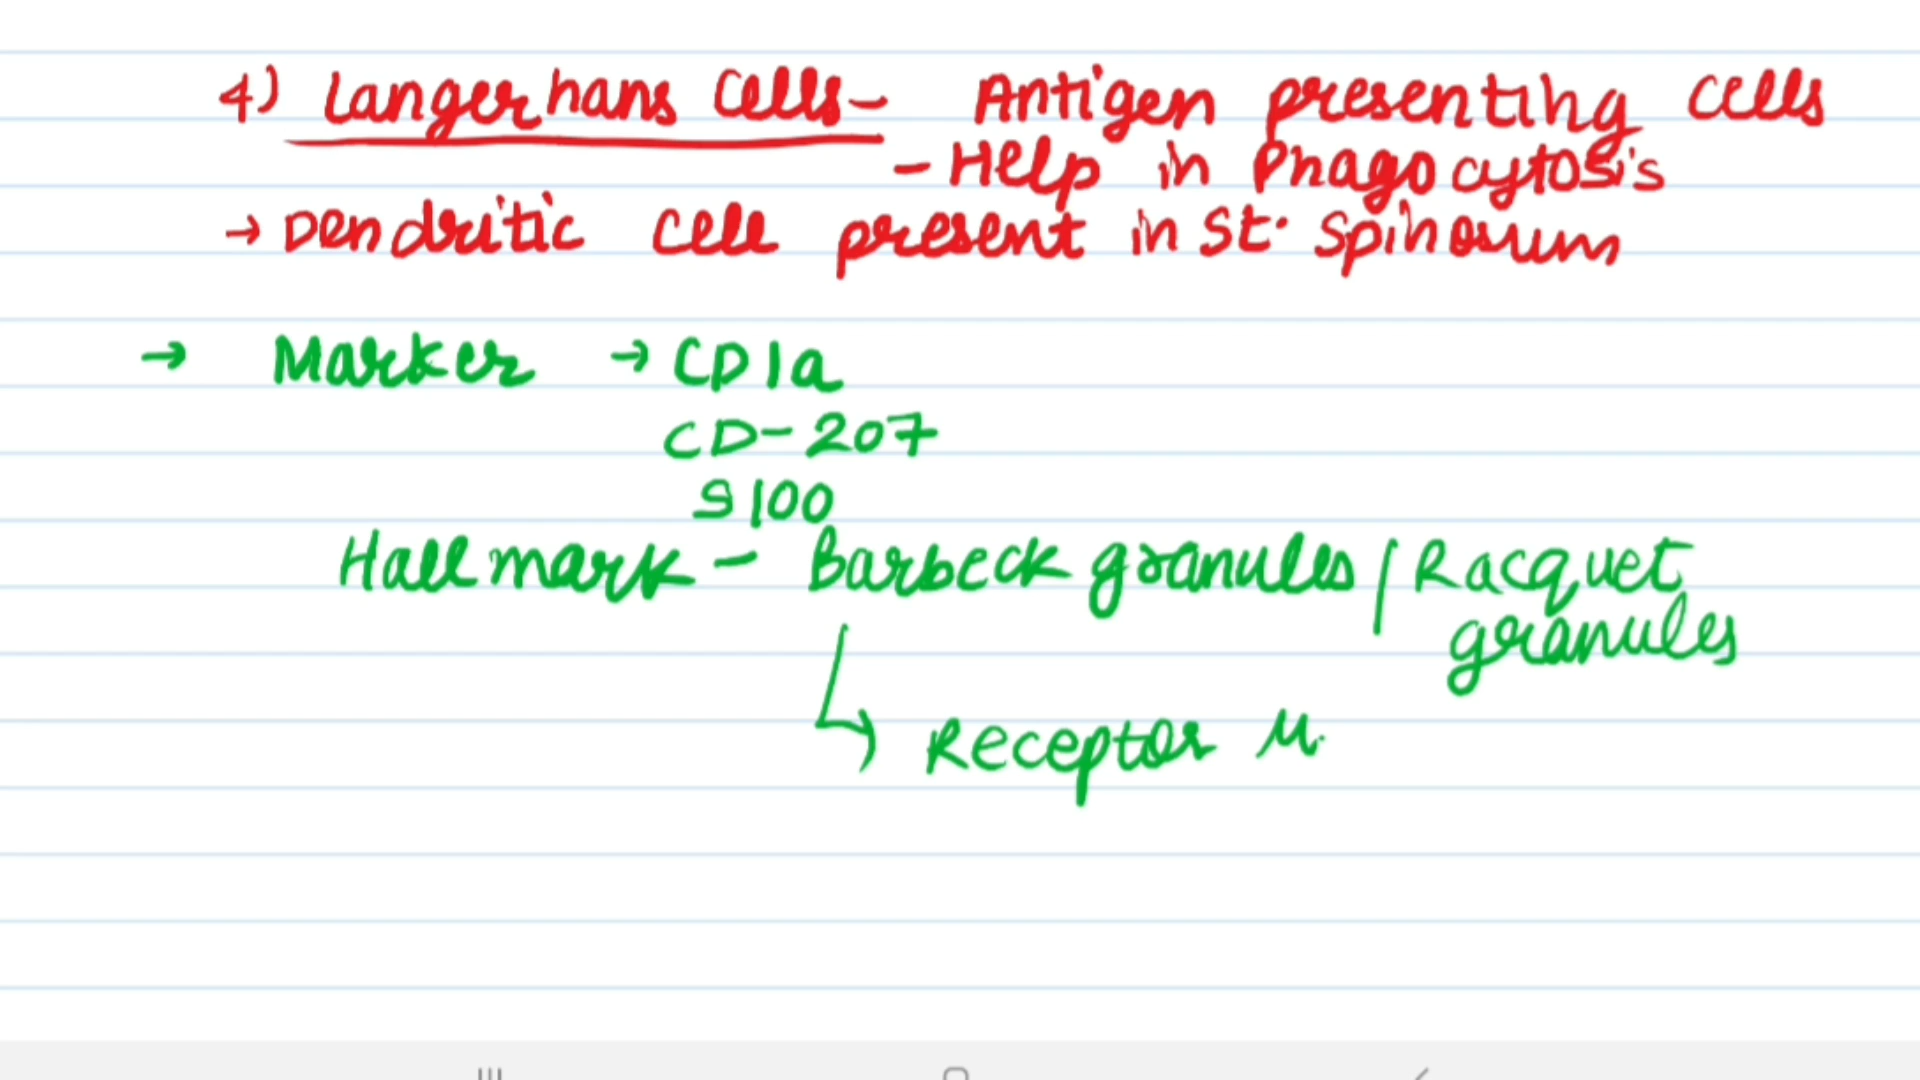 4) Langerhans Cells - Antigen presenting cells
- Help in Phagocytosis
→ Dendritic cell present in St. Spinosum
→ Marker → CD1a
CD-207
S100
Hallmark - Barbeck granules / Racquet
granules
↳ Receptor